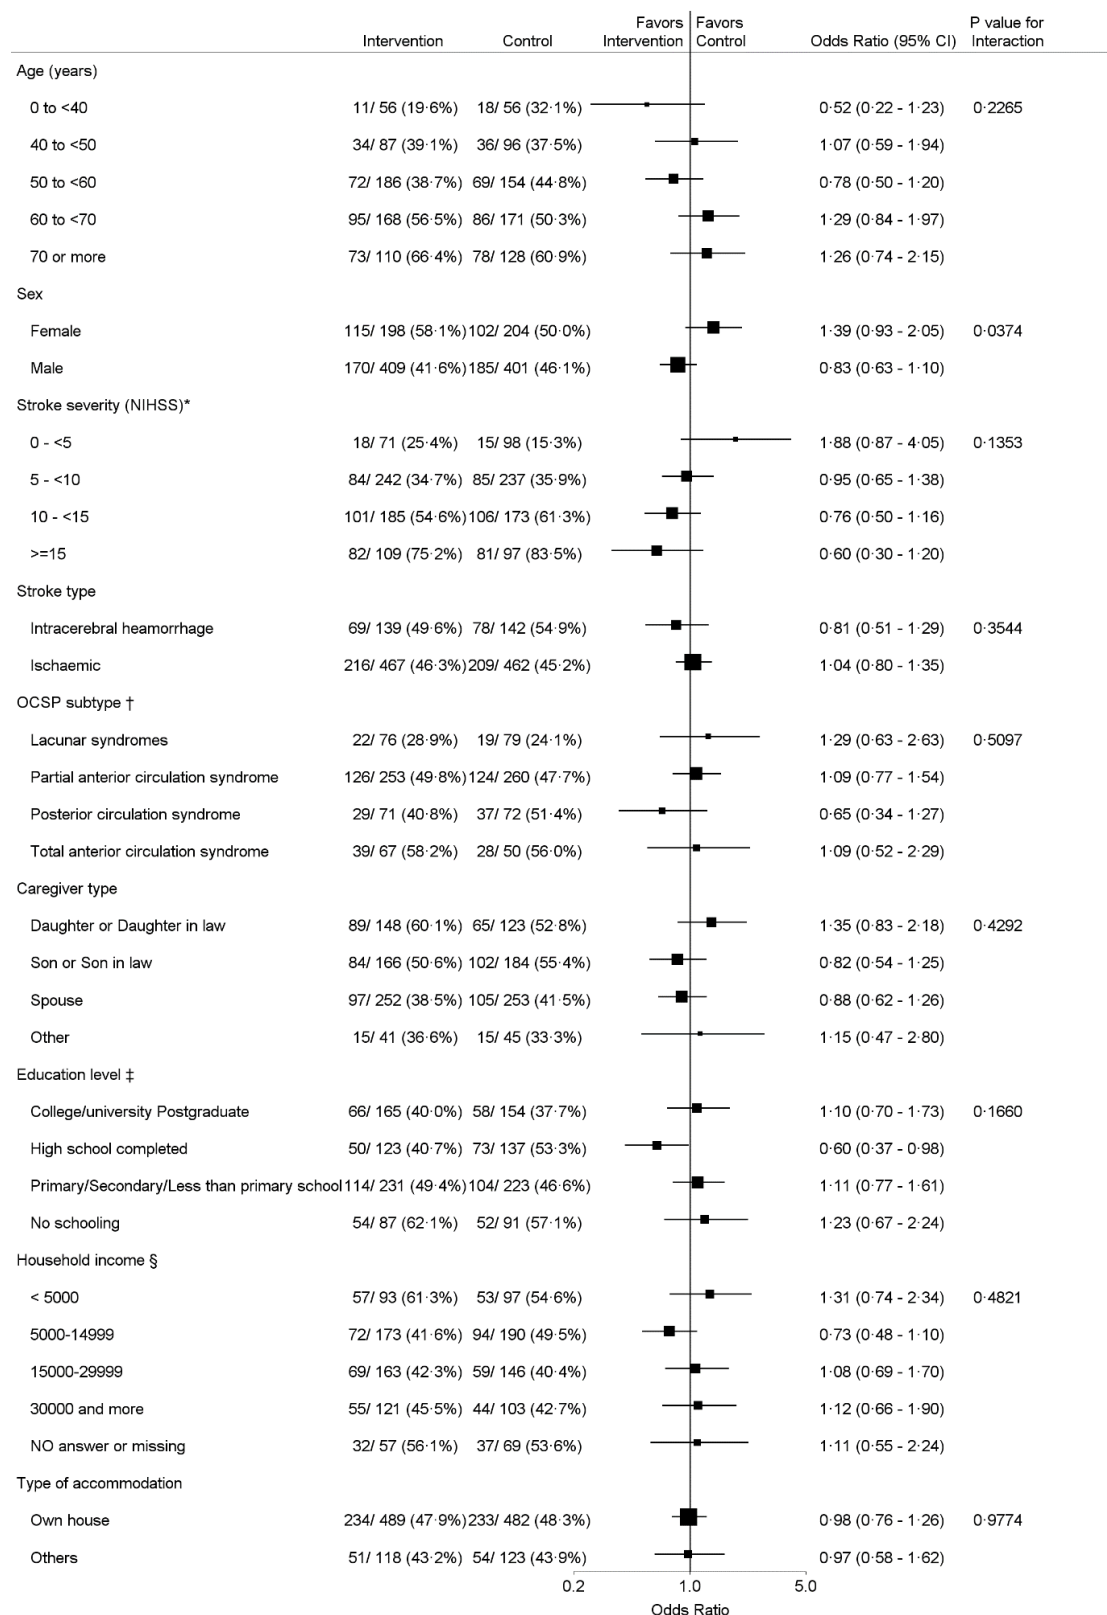 Favors Favors P value for
Intervention Control Intervention Control Odds Ratio (95% CI) Interaction
Age (years)
0 to <40 11/ 56 (19·6%) 18/ 56 (32·1%) 0·52 (0·22 - 1·23) 0·2265
40 to <50 34/ 87 (39·1%) 36/ 96 (37·5%) 1·07 (0·59 - 1·94)
50 to <60 72/ 186 (38·7%) 69/ 154 (44·8%) 0·78 (0·50 - 1·20)
60 to <70 95/ 168 (56·5%) 86/ 171 (50·3%) 1·29 (0·84 - 1·97)
70 or more 73/ 110 (66·4%) 78/ 128 (60·9%) 1·26 (0·74 - 2·15)
Sex
Female 115/ 198 (58·1%) 102/ 204 (50·0%) 1·39 (0·93 - 2·05) 0·0374
Male 170/ 409 (41·6%) 185/ 401 (46·1%) 0·83 (0·63 - 1·10)
Stroke severity (NIHSS)*
0 - <5 18/ 71 (25·4%) 15/ 98 (15·3%) 1·88 (0·87 - 4·05) 0·1353
5 - <10 84/ 242 (34·7%) 85/ 237 (35·9%) 0·95 (0·65 - 1·38)
10 - <15 101/ 185 (54·6%) 106/ 173 (61·3%) 0·76 (0·50 - 1·16)
>=15 82/ 109 (75·2%) 81/ 97 (83·5%) 0·60 (0·30 - 1·20)
Stroke type
Intracerebral heamorrhage 69/ 139 (49·6%) 78/ 142 (54·9%) 0·81 (0·51 - 1·29) 0·3544
Ischaemic 216/ 467 (46·3%) 209/ 462 (45·2%) 1·04 (0·80 - 1·35)
OCSP subtype †
Lacunar syndromes 22/ 76 (28·9%) 19/ 79 (24·1%) 1·29 (0·63 - 2·63) 0·5097
Partial anterior circulation syndrome 126/ 253 (49·8%) 124/ 260 (47·7%) 1·09 (0·77 - 1·54)
Posterior circulation syndrome 29/ 71 (40·8%) 37/ 72 (51·4%) 0·65 (0·34 - 1·27)
Total anterior circulation syndrome 39/ 67 (58·2%) 28/ 50 (56·0%) 1·09 (0·52 - 2·29)
Caregiver type
Daughter or Daughter in law 89/ 148 (60·1%) 65/ 123 (52·8%) 1·35 (0·83 - 2·18) 0·4292
Son or Son in law 84/ 166 (50·6%) 102/ 184 (55·4%) 0·82 (0·54 - 1·25)
Spouse 97/ 252 (38·5%) 105/ 253 (41·5%) 0·88 (0·62 - 1·26)
Other 15/ 41 (36·6%) 15/ 45 (33·3%) 1·15 (0·47 - 2·80)
Education level ‡
College/university Postgraduate 66/ 165 (40·0%) 58/ 154 (37·7%) 1·10 (0·70 - 1·73) 0·1660
High school completed 50/ 123 (40·7%) 73/ 137 (53·3%) 0·60 (0·37 - 0·98)
Primary/Secondary/Less than primary school 114/ 231 (49·4%) 104/ 223 (46·6%) 1·11 (0·77 - 1·61)
No schooling 54/ 87 (62·1%) 52/ 91 (57·1%) 1·23 (0·67 - 2·24)
Household income §
< 5000 57/ 93 (61·3%) 53/ 97 (54·6%) 1·31 (0·74 - 2·34) 0·4821
5000-14999 72/ 173 (41·6%) 94/ 190 (49·5%) 0·73 (0·48 - 1·10)
15000-29999 69/ 163 (42·3%) 59/ 146 (40·4%) 1·08 (0·69 - 1·70)
30000 and more 55/ 121 (45·5%) 44/ 103 (42·7%) 1·12 (0·66 - 1·90)
NO answer or missing 32/ 57 (56·1%) 37/ 69 (53·6%) 1·11 (0·55 - 2·24)
Type of accommodation
Own house 234/ 489 (47·9%) 233/ 482 (48·3%) 0·98 (0·76 - 1·26) 0·9774
Others 51/ 118 (43·2%) 54/ 123 (43·9%) 0·97 (0·58 - 1·62)
0.2 1.0 5.0
Odds Ratio